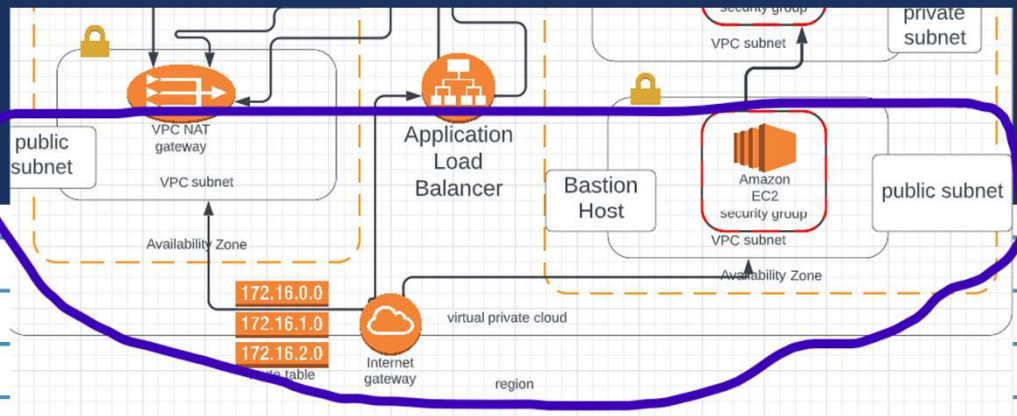 security group
private
subnet
VPC subnet
public
subnet
VPC NAT
gateway
VPC subnet
Availability Zone
Application
Load
Balancer
Bastion
Host
Amazon
EC2
security group
VPC subnet
public subnet
Availability Zone
172.16.0.0
172.16.1.0
172.16.2.0
table
Internet
gateway
virtual private cloud
region